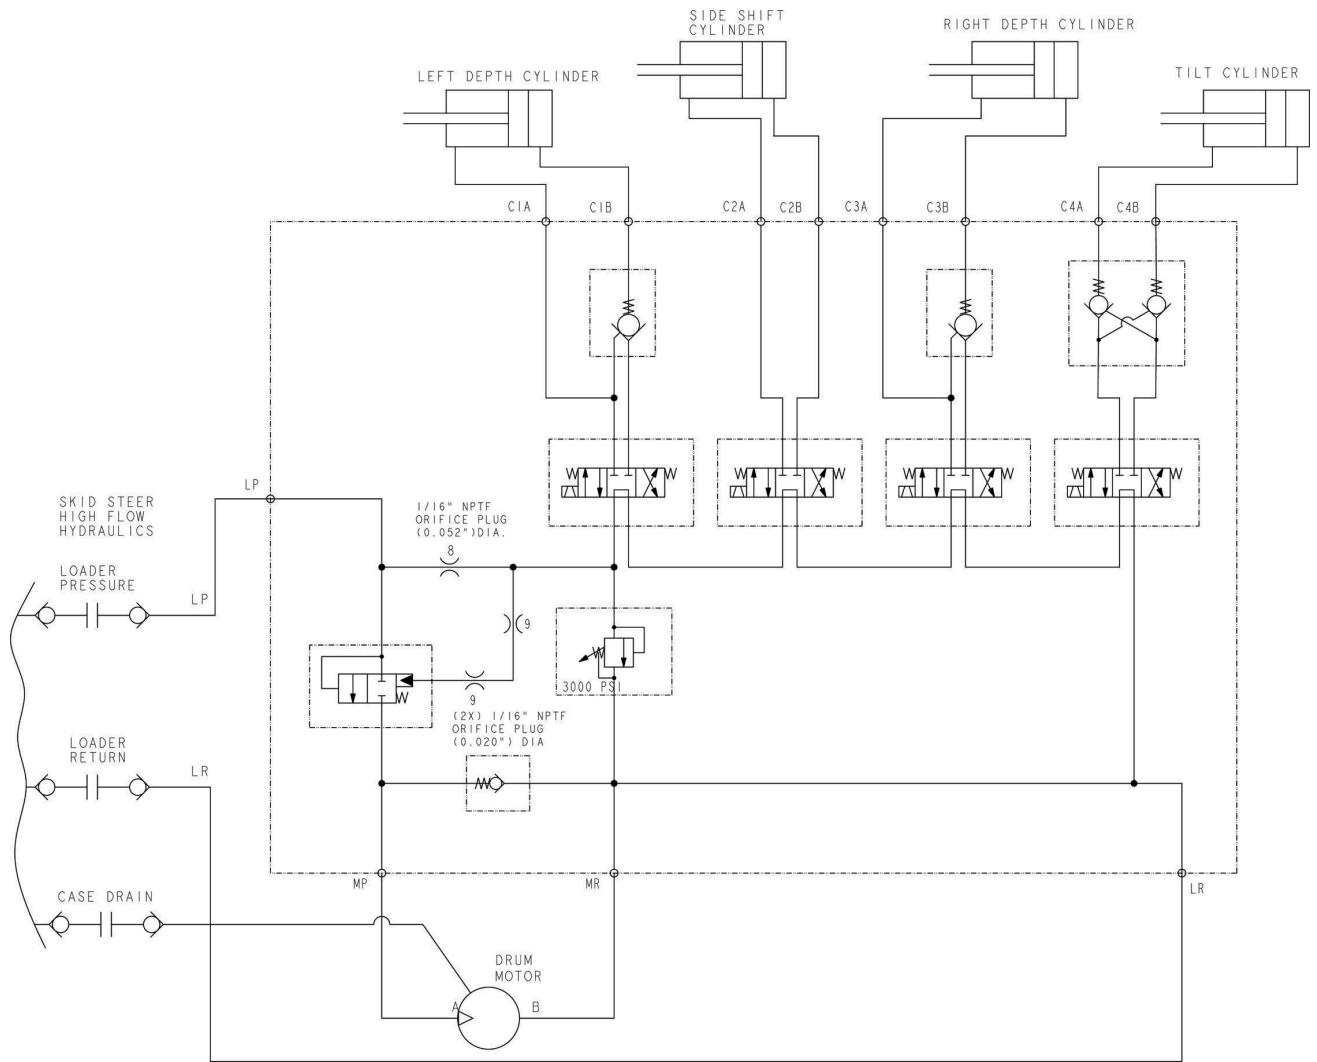 SIDE SHIFT
CYLINDER
RIGHT DEPTH CYLINDER
LEFT DEPTH CYLINDER
TILT CYLINDER
C1A
C1B
C2A
C2B
C3A
C3B
C4A
C4B
LP
SKID STEER
HIGH FLOW
HYDRAULICS
1/16" NPTF
ORIFICE PLUG
(0.052")DIA.
8
LOADER
PRESSURE
LP
9
3000 PSI
9
(2X) 1/16" NPTF
ORIFICE PLUG
(0.020") DIA
LOADER
RETURN
LR
MP
MR
LR
CASE DRAIN
DRUM
MOTOR
A
B